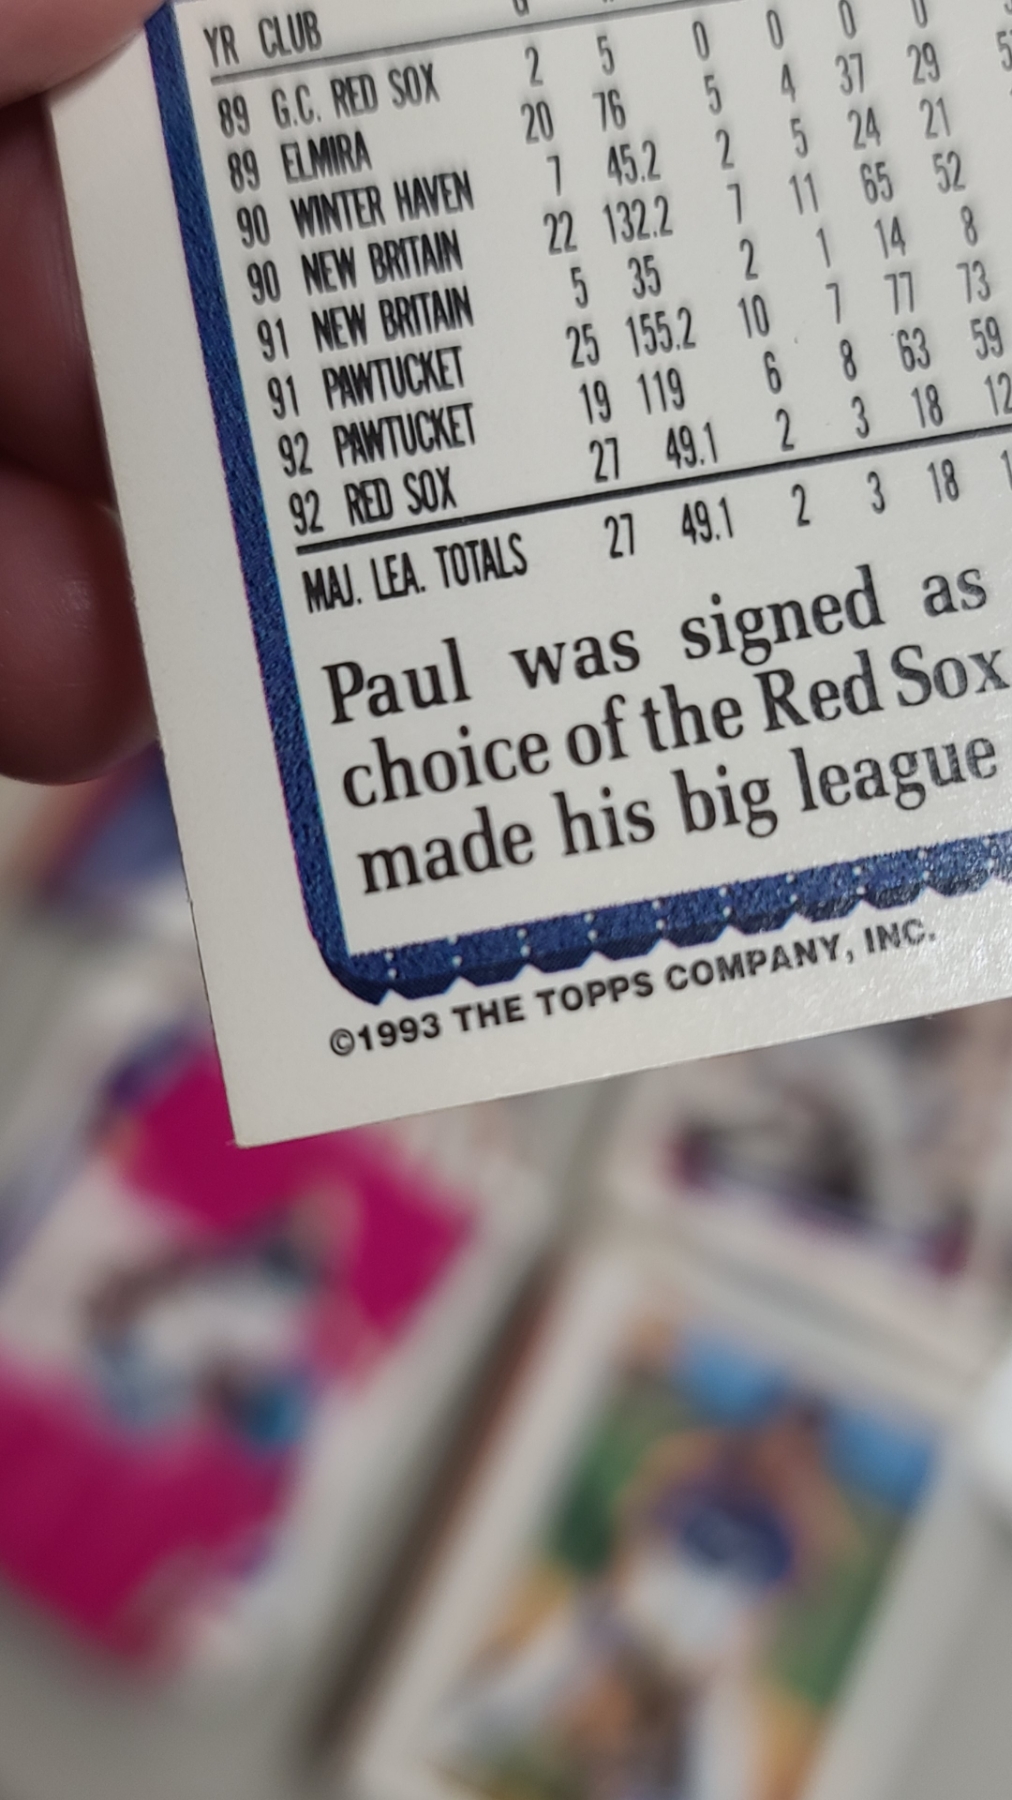 YR CLUB
89 G.C. RED SOX 2 5 0 0 0 0
89 ELMIRA 20 76 5 4 37 29
90 WINTER HAVEN 7 45.2 2 5 24 21
90 NEW BRITAIN 22 132.2 7 11 65 52
91 NEW BRITAIN 5 35 2 1 14 8
91 PAWTUCKET 25 155.2 10 7 77 73
92 PAWTUCKET 19 119 6 8 63 59
92 RED SOX 27 49.1 2 3 18 12
MAJ. LEA. TOTALS 27 49.1 2 3 18
Paul was signed as
choice of the Red Sox
made his big league
©1993 THE TOPPS COMPANY, INC.